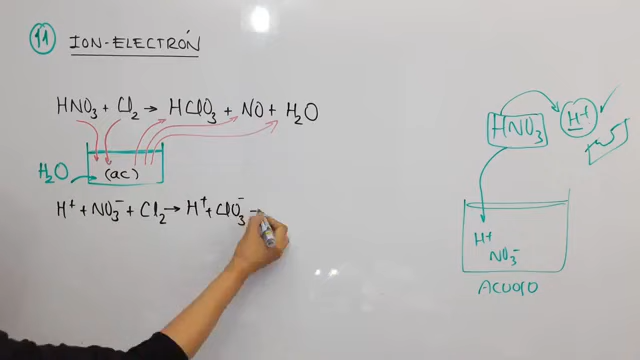 11 ION-ELECTRÓN
HNO₃ + Cl₂ → HClO₃ + NO + H₂O
H₂O (ac)
H⁺ + NO₃⁻ + Cl₂ → H⁺ + ClO₃⁻
HNO₃ H⁺
H⁺
NO₃⁻
ACUOSO